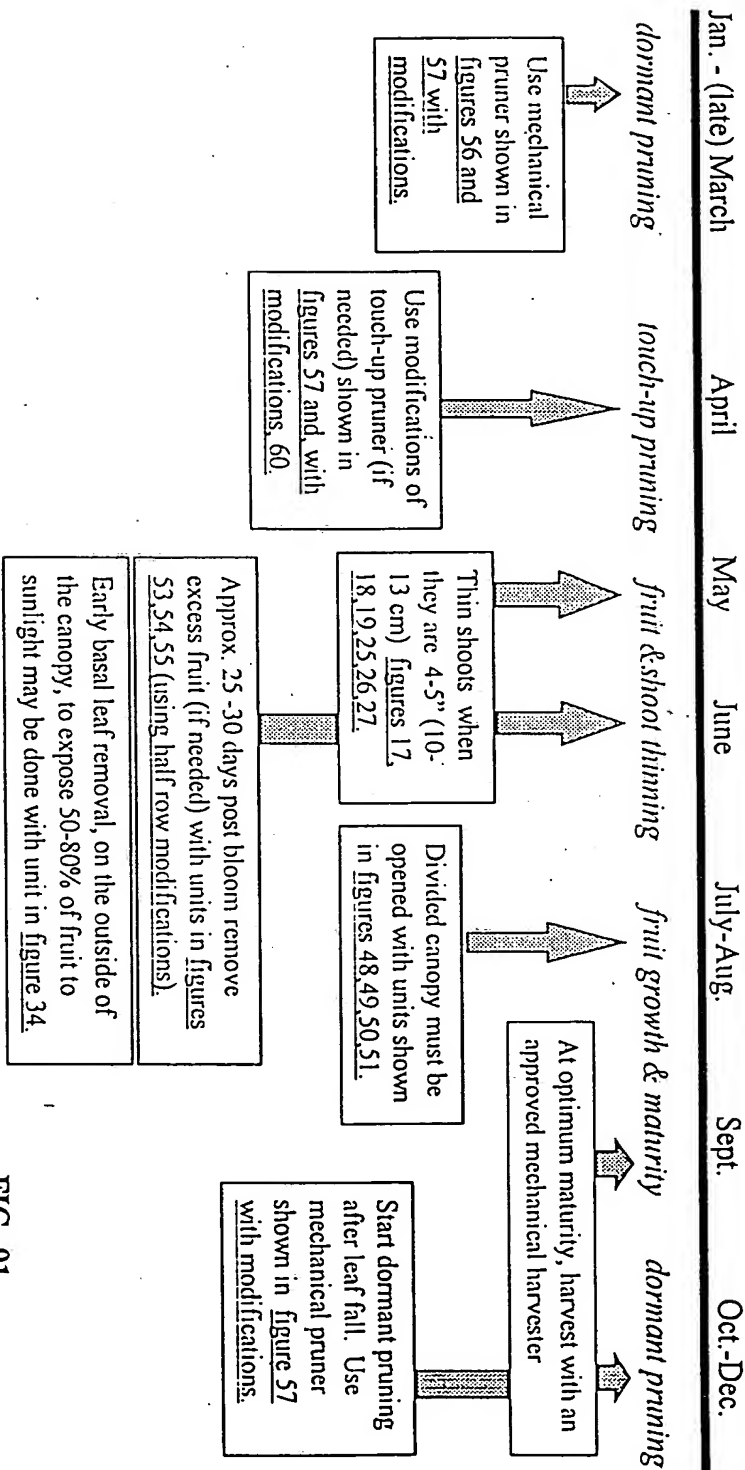 Jan. - (late) March April May June July-Aug. Sept. Oct.-Dec.
dormant pruning touch-up pruning fruit & shoot thinning fruit growth & maturity dormant pruning
Use mechanical
pruner shown in
figures 56 and
57 with
modifications.
Use modifications of
touch-up pruner (if
needed) shown in
figures 57 and, with
modifications, 60.
Thin shoots when
they are 4-5" (10-
13 cm) figures 17,
18,19,25,26,27.
Approx. 25 -30 days post bloom remove
excess fruit (if needed) with units in figures
53,54,55 (using half row modifications).
Early basal leaf removal, on the outside of
the canopy, to expose 50-80% of fruit to
sunlight may be done with unit in figure 34.
Divided canopy must be
opened with units shown
in figures 48,49,50,51.
At optimum maturity, harvest with an
approved mechanical harvester
Start dormant pruning
after leaf fall. Use
mechanical pruner
shown in figure 57
with modifications.